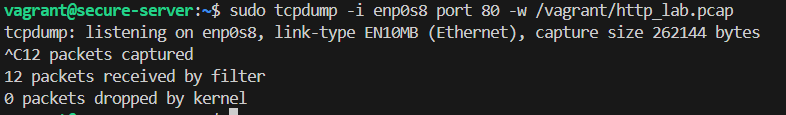 vagrant@secure-server:~$ sudo tcpdump -i enp0s8 port 80 -w /vagrant/http_lab.pcap
tcpdump: listening on enp0s8, link-type EN10MB (Ethernet), capture size 262144 bytes
^C12 packets captured
12 packets received by filter
0 packets dropped by kernel